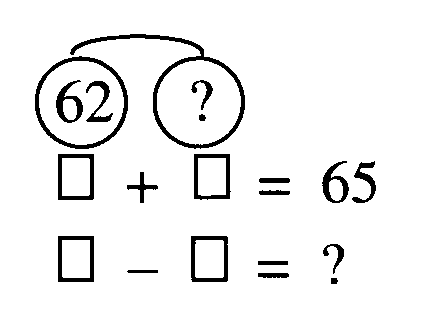 62 ?
□ + □ = 65
□ − □ = ?